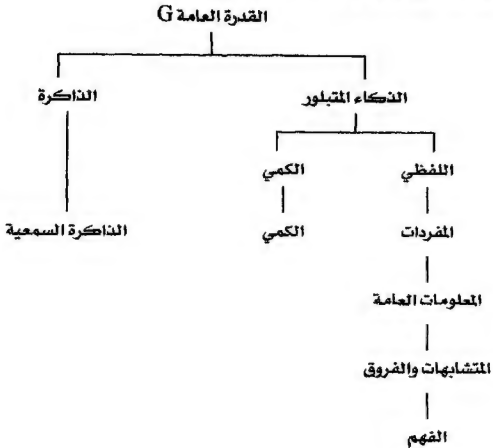 القدرة العامة G
الذكاء المتبلور
الذاكرة
اللفظي
الكمي
المفردات
الكمي
الذاكرة السمعية
المعلومات العامة
المتشابهات والفروق
الفهم